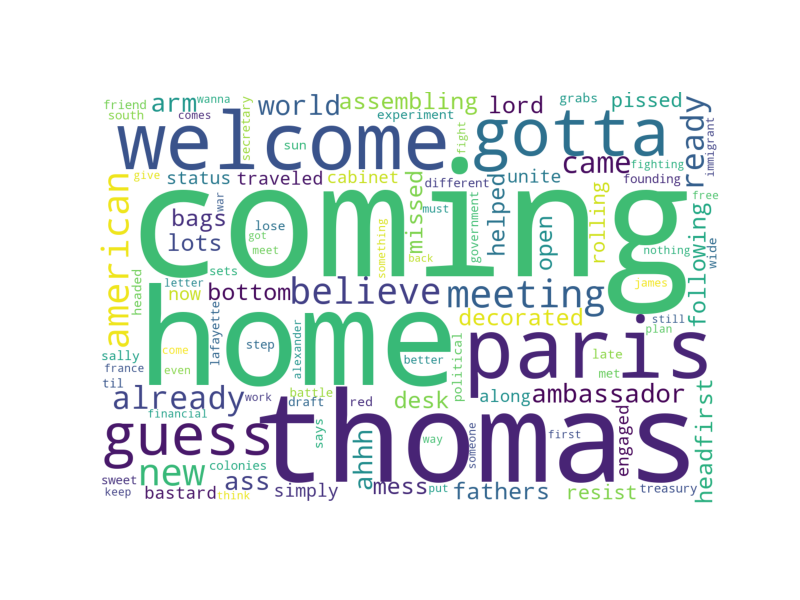 friend
arm
wanna
world
assembling
lord
grabs
pissed
south
comes
secretary
experiment
welcome
sun
gotta
fight
ready
immigrant
came
fighting
give
status
traveled
cabinet
missed
different
unite
founding
american
coming
helped
rolling
free
bags
war
lose
something
government
must
open
following
wide
lots
got
meet
back
nothing
headed
sets
letter
bottom
believe
meeting
james
now
lafayette
home
decorated
still
plan
sally
step
alexander
paris
late
france
come
better
political
met
til
even
already
work
battle
draft
red
desk
along
ambassador
headfirst
financial
guess
says
thomas
way
someone
first
engaged
new
colonies
ahhh
sweet
ass
mess
put
fathers
resist
treasury
keep
bastard
think
simply